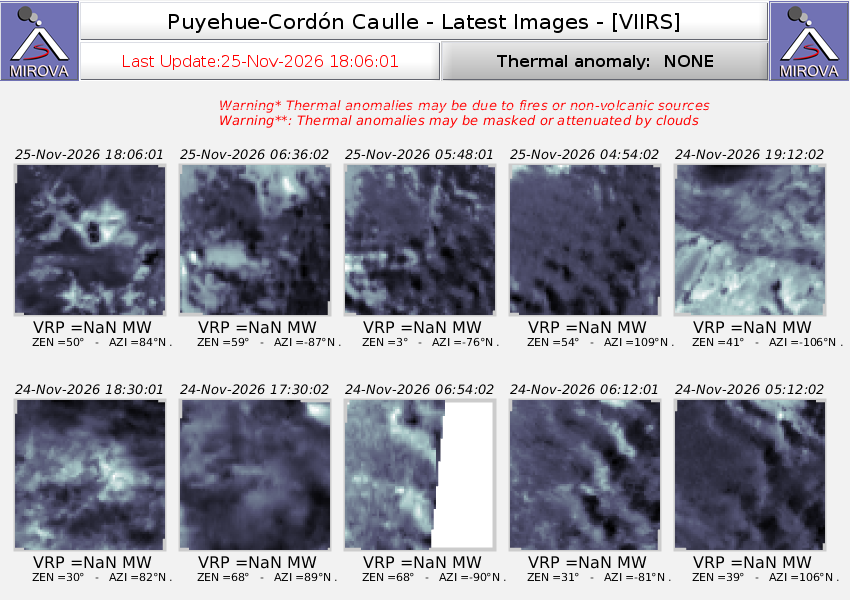 Puyehue-Cordón Caulle - Latest Images - [VIIRS]
MIROVA
Last Update:25-Nov-2026 18:06:01
Thermal anomaly: NONE
MIROVA
Warning* Thermal anomalies may be due to fires or non-volcanic sources
Warning**: Thermal anomalies may be masked or attenuated by clouds
25-Nov-2026 18:06:01
25-Nov-2026 06:36:02
25-Nov-2026 05:48:01
25-Nov-2026 04:54:02
24-Nov-2026 19:12:02
VRP =NaN MW
VRP =NaN MW
VRP =NaN MW
VRP =NaN MW
VRP =NaN MW
ZEN =50° - AZI =84°N .
ZEN =59° - AZI =-87°N .
ZEN =3° - AZI =-76°N .
ZEN =54° - AZI =109°N .
ZEN =41° - AZI =-106°N .
24-Nov-2026 18:30:01
24-Nov-2026 17:30:02
24-Nov-2026 06:54:02
24-Nov-2026 06:12:01
24-Nov-2026 05:12:02
VRP =NaN MW
VRP =NaN MW
VRP =NaN MW
VRP =NaN MW
VRP =NaN MW
ZEN =30° - AZI =82°N .
ZEN =68° - AZI =89°N .
ZEN =68° - AZI =-90°N .
ZEN =31° - AZI =-81°N .
ZEN =39° - AZI =106°N .